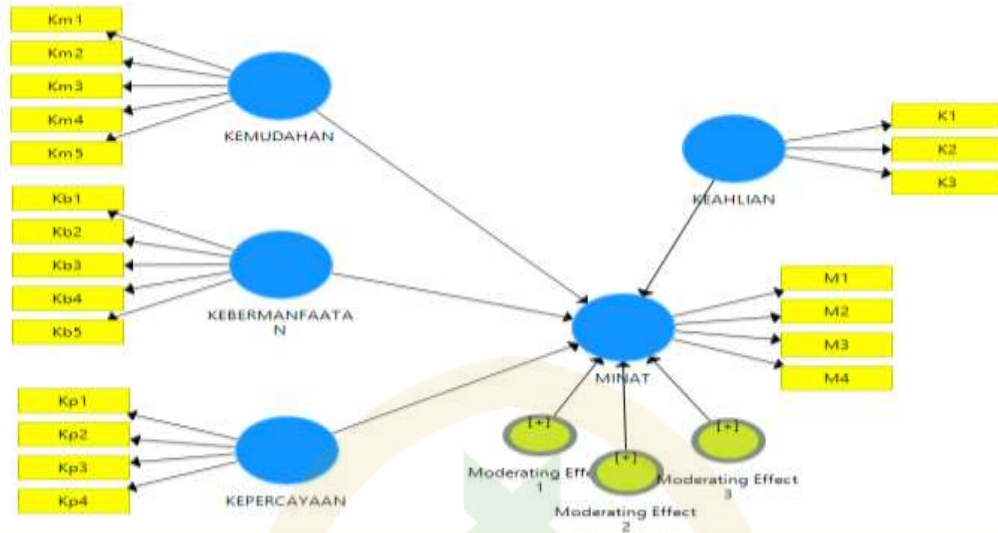 Km1
Km2
Km3
Km4
Km5
KEMUDAHAN
Kb1
Kb2
Kb3
Kb4
Kb5
KEBERMANFAATA
N
Kp1
Kp2
Kp3
Kp4
KEPERCAYAAN
K1
K2
K3
KEAHLIAN
M1
M2
M3
M4
MINAT
[+]
Moderating Effe
1
[+]
Moderating Effect
2
[+]
Moderating Effect
3